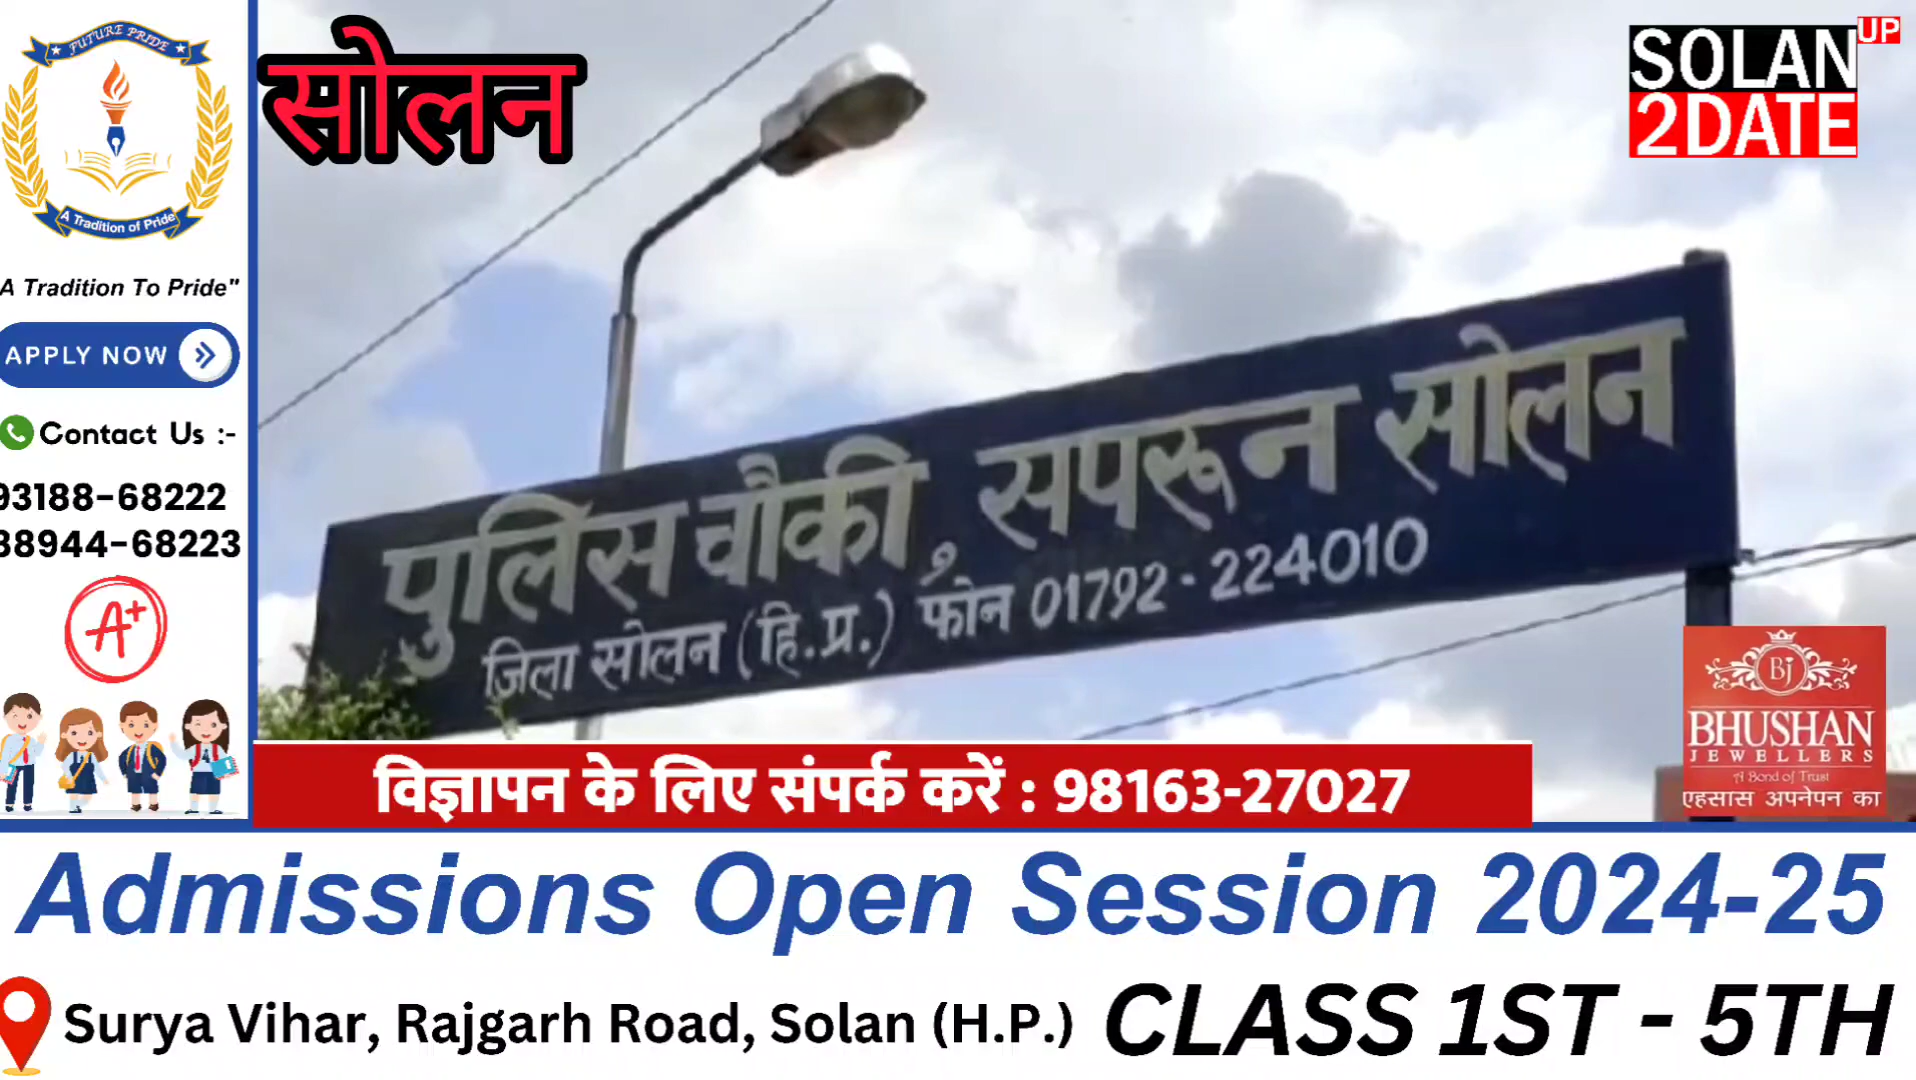 FUTURE PRIDE
A Tradition of Pride
A Tradition To Pride"
APPLY NOW
Contact Us :-
93188-68222
88944-68223
A+
सोलन
SOLAN UP
2DATE
पुलिस चौकी, सपरून सोलन
जिला सोलन (हि.प्र.) फोन 01792-224010
BJ
BHUSHAN
JEWELLERS
A Bond of Trust
एहसास अपनेपन का
विज्ञापन के लिए संपर्क करें : 98163-27027
Admissions Open Session 2024-25
Surya Vihar, Rajgarh Road, Solan (H.P.)
CLASS 1ST - 5TH